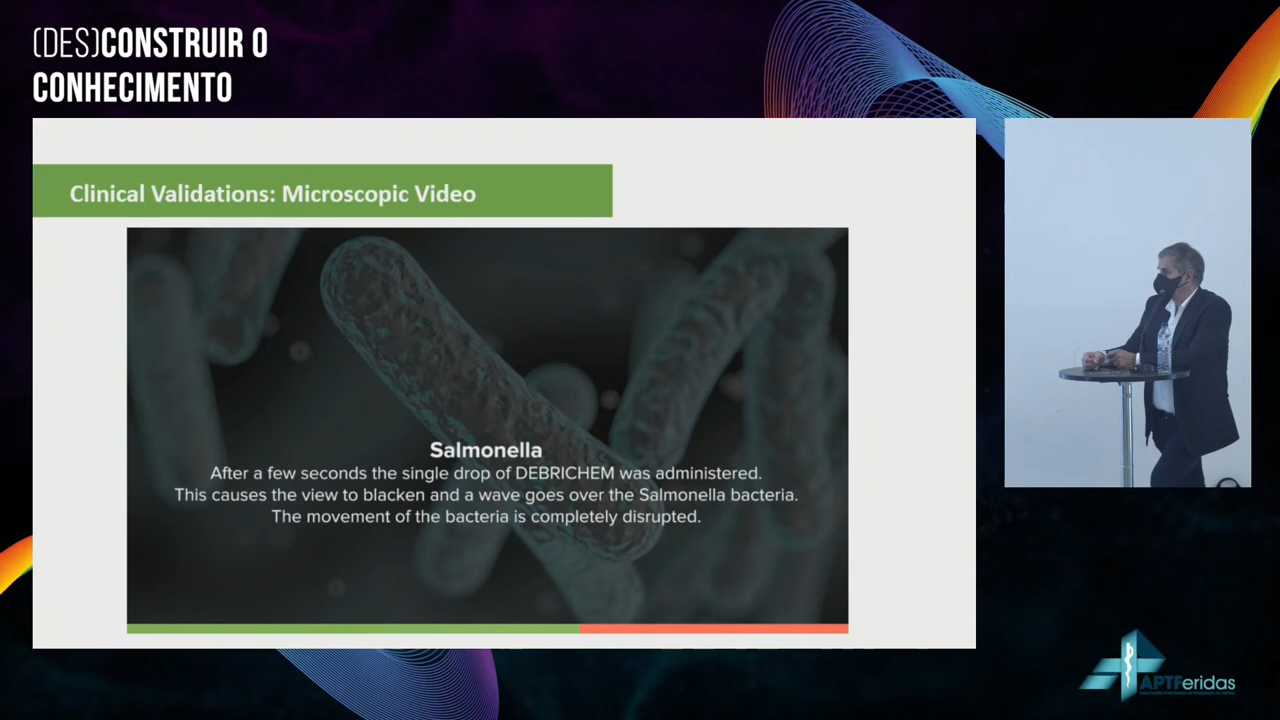 (DES)CONSTRUIR O
CONHECIMENTO
Clinical Validations: Microscopic Video
Salmonella
After a few seconds the single drop of DEBRICHEM was administered.
This causes the view to blacken and a wave goes over the Salmonella bacteria.
The movement of the bacteria is completely disrupted.
APTFeridas